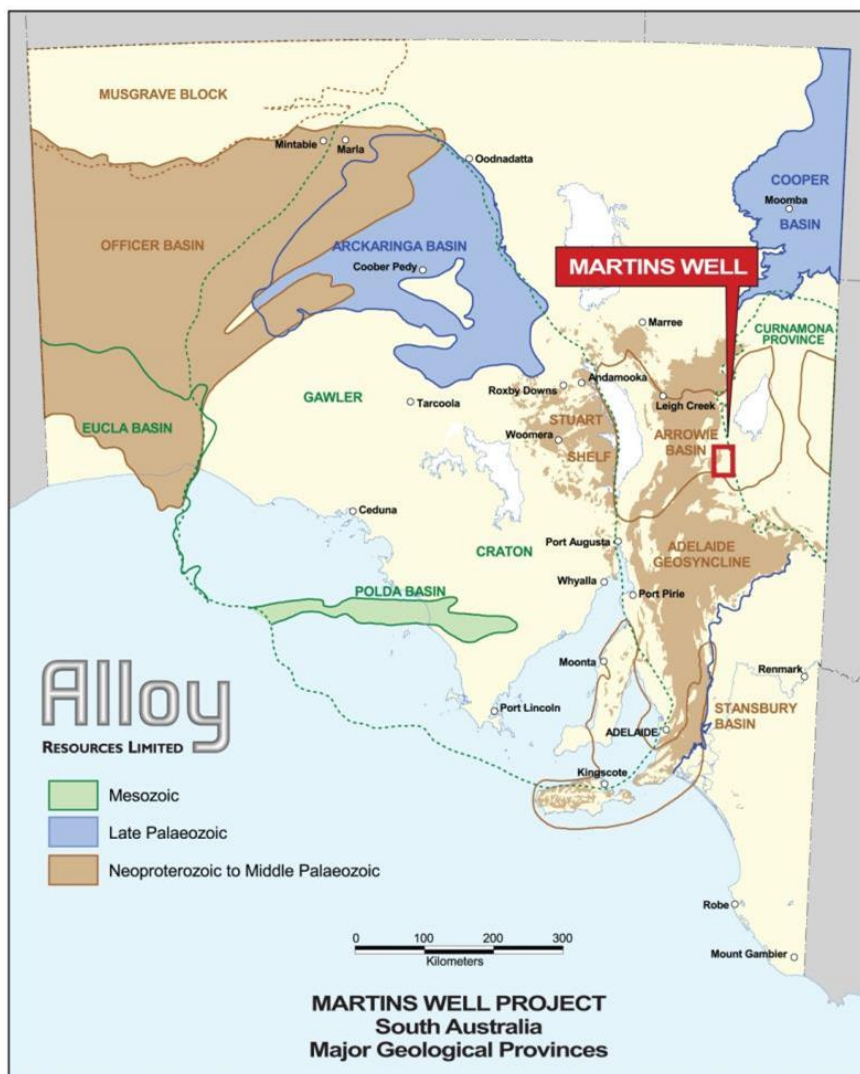 MUSGRAVE BLOCK
Mintabie
Marla
Oodnadatta
COOPER
Moomba
BASIN
OFFICER BASIN
ARCKARINGA BASIN
Coober Pedy
MARTINS WELL
Marree
CURNAMONA
PROVINCE
Andamooka
Roxby Downs
Leigh Creek
GAWLER
Tarcoola
STUART
EUCLA BASIN
Woomera
ARROWIE
BASIN
SHELF
Ceduna
Port Augusta
CRATON
ADELAIDE
GEOSYNCLINE
Whyalla
POLDA BASIN
Port Pirie
Moonta
Renmark
Port Lincoln
STANSBURY
BASIN
ADELAIDE
Kingscote
Alloy
RESOURCES LIMITED
Mesozoic
Late Palaeozoic
Neoproterozoic to Middle Palaeozoic
Robe
Mount Gambier
0 100 200 300
Kilometers
MARTINS WELL PROJECT
South Australia
Major Geological Provinces